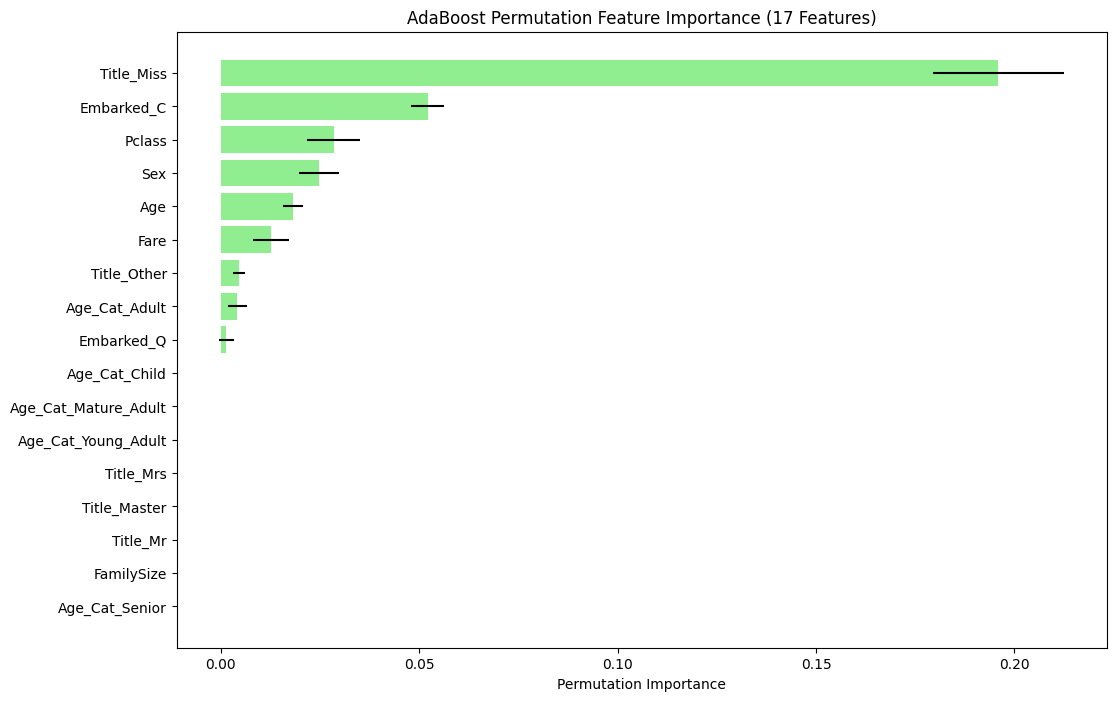 AdaBoost Permutation Feature Importance (17 Features)
Title_Miss
Embarked_C
Pclass
Sex
Age
Fare
Title_Other
Age_Cat_Adult
Embarked_Q
Age_Cat_Child
Age_Cat_Mature_Adult
Age_Cat_Young_Adult
Title_Mrs
Title_Master
Title_Mr
FamilySize
Age_Cat_Senior
0.00 0.05 0.10 0.15 0.20
Permutation Importance